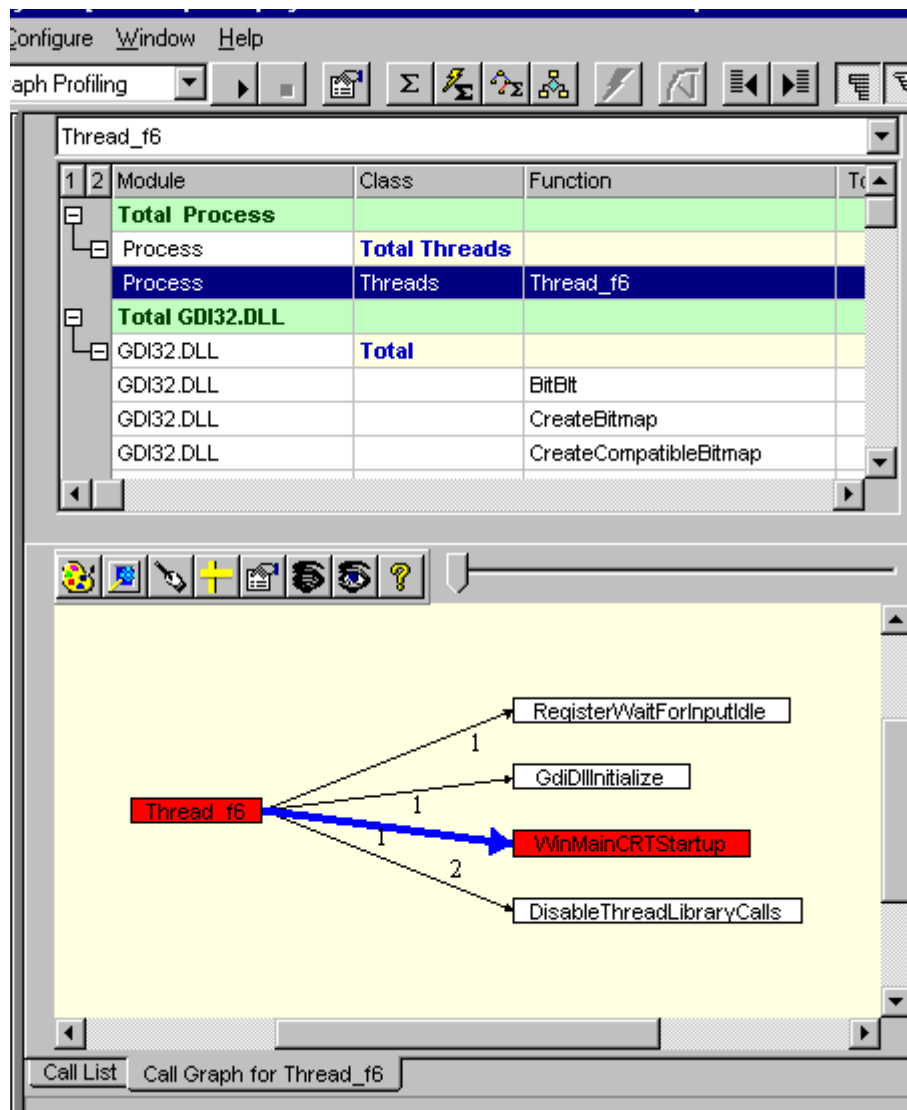 Configure Window Help
aph Profiling
Thread_f6
1 2 Module Class Function
Total Process
Process Total Threads
Process Threads Thread_f6
Total GDI32.DLL
GDI32.DLL Total
GDI32.DLL BitBlt
GDI32.DLL CreateBitmap
GDI32.DLL CreateCompatibleBitmap
RegisterWaitForInputIdle
1
GdiDllInitialize
1
Thread_f6
1
WinMainCRTStartup
2
DisableThreadLibraryCalls
Call List Call Graph for Thread_f6